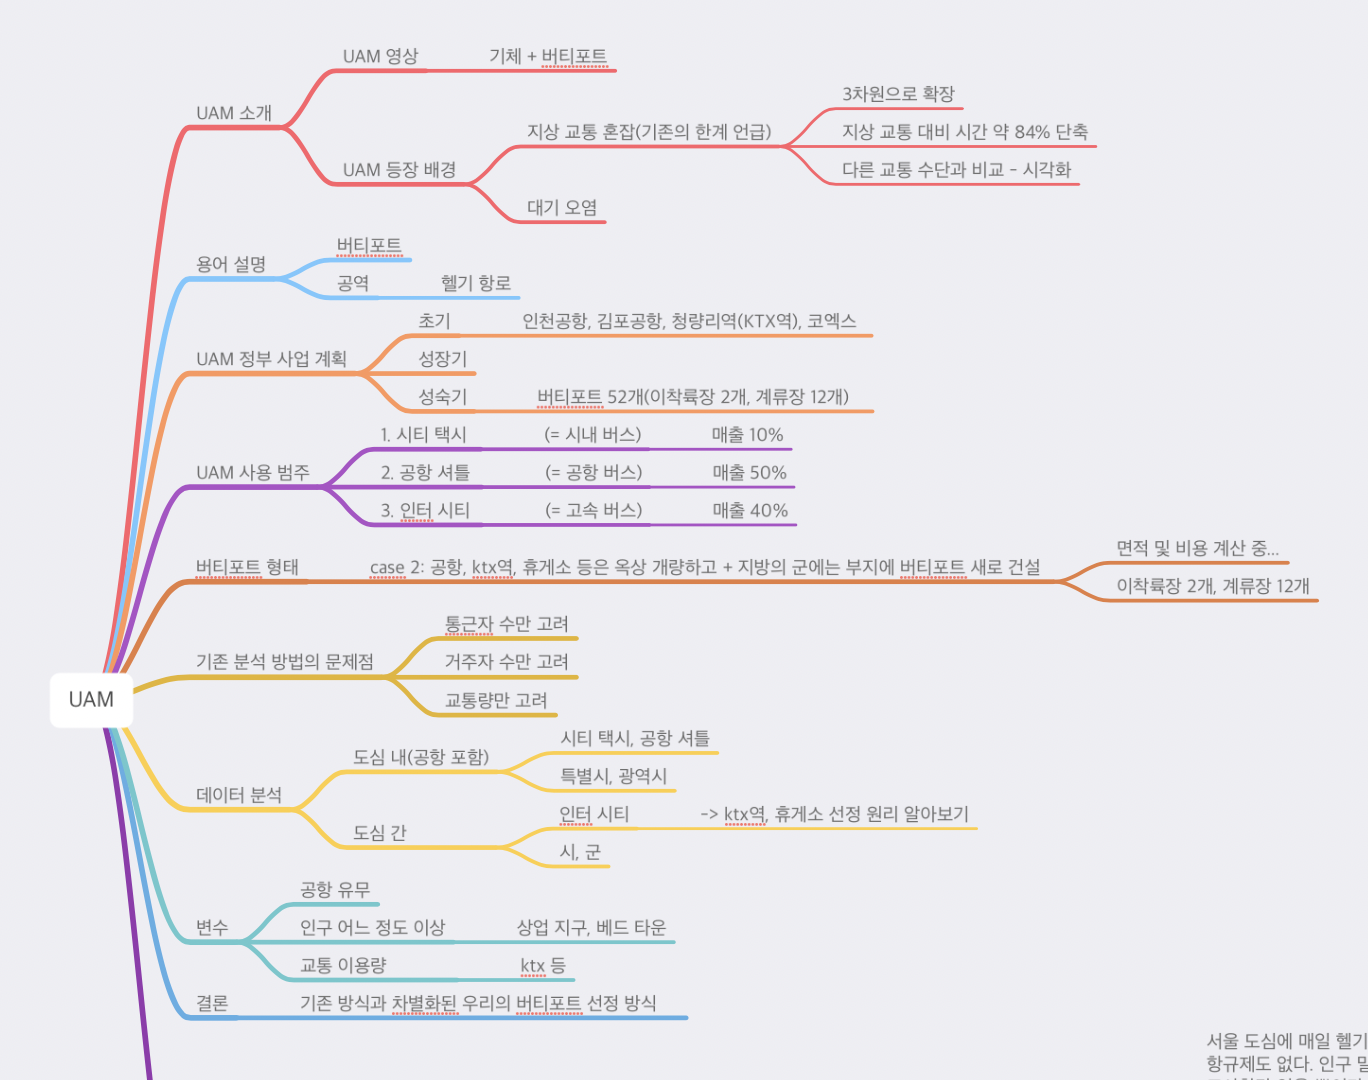 UAM 영상
기체 + 버티포트
3차원으로 확장
UAM 소개
지상 교통 혼잡(기존의 한계 언급)
지상 교통 대비 시간 약 84% 단축
UAM 등장 배경
다른 교통 수단과 비교 - 시각화
대기 오염
버티포트
용어 설명
공역
헬기 항로
초기
인천공항, 김포공항, 청량리역(KTX역), 코엑스
UAM 정부 사업 계획
성장기
성숙기
버티포트 52개(이착륙장 2개, 계류장 12개)
1. 시티 택시
(= 시내 버스)
매출 10%
UAM 사용 범주
2. 공항 셔틀
(= 공항 버스)
매출 50%
3. 인터 시티
(= 고속 버스)
매출 40%
면적 및 비용 계산 중...
버티포트 형태
case 2: 공항, ktx역, 휴게소 등은 옥상 개량하고 + 지방의 군에는 부지에 버티포트 새로 건설
이착륙장 2개, 계류장 12개
통근자 수만 고려
기존 분석 방법의 문제점
거주자 수만 고려
교통량만 고려
UAM
시티 택시, 공항 셔틀
도심 내(공항 포함)
특별시, 광역시
데이터 분석
인터 시티
-> ktx역, 휴게소 선정 원리 알아보기
도심 간
시, 군
공항 유무
변수
인구 어느 정도 이상
상업 지구, 베드 타운
교통 이용량
ktx 등
결론
기존 방식과 차별화된 우리의 버티포트 선정 방식
서울 도심에 매일 헬기
항규제도 없다. 인구 밀